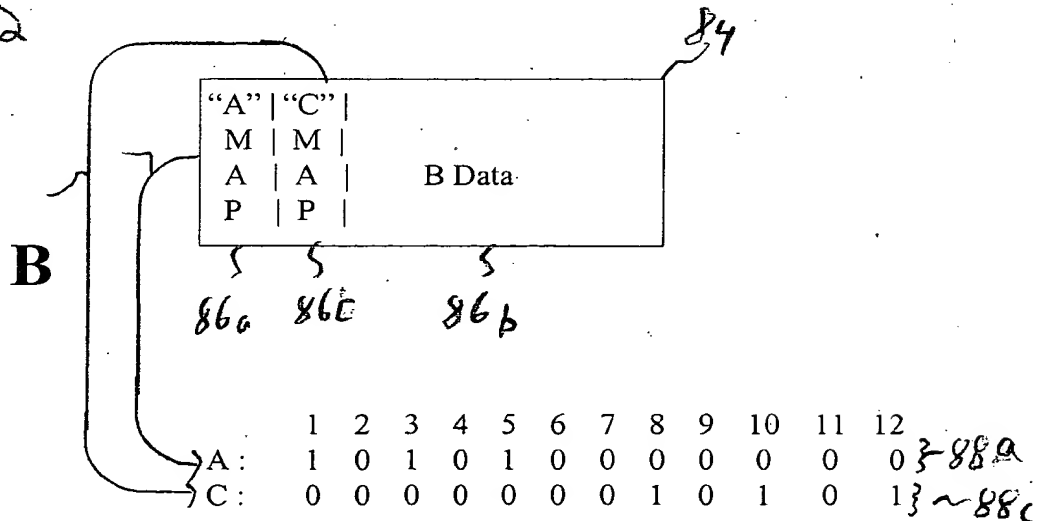 2
84
"A" | "C" |
M | M |
A | A | B Data
P | P |
B
86a 86c 86b
1 2 3 4 5 6 7 8 9 10 11 12
A : 1 0 1 0 1 0 0 0 0 0 0 0 }~88a
C : 0 0 0 0 0 0 0 1 0 1 0 1 }~88c